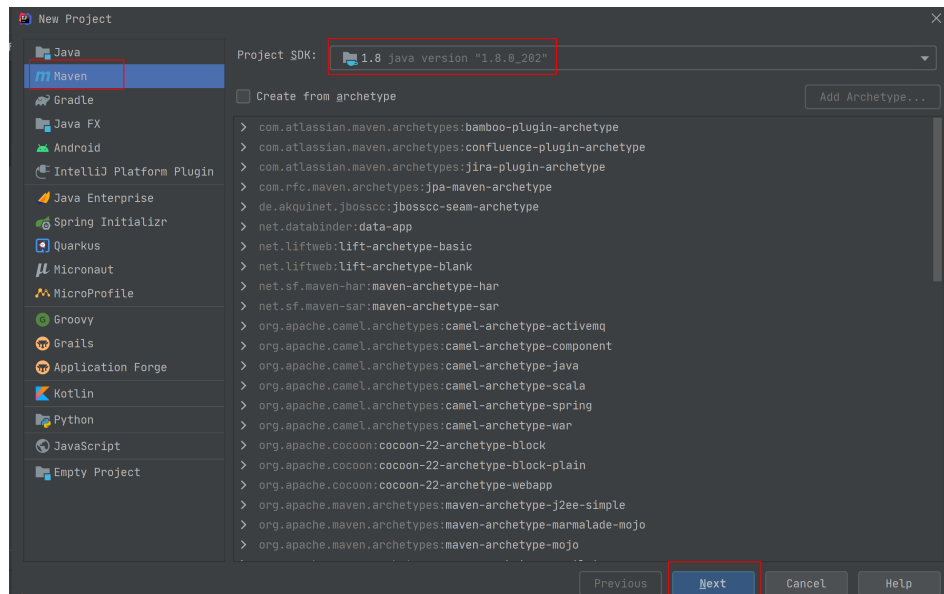 New Project
Java
Maven
Gradle
Java FX
Android
IntelliJ Platform Plugin
Java Enterprise
Spring Initializr
Quarkus
Micronaut
MicroProfile
Groovy
Grails
Application Forge
Kotlin
Python
JavaScript
Empty Project
Project SDK: 1.8 java version "1.8.0_202"
Create from archetype
Add Archetype...
com.atlassian.maven.archetypes:bamboo-plugin-archetype
com.atlassian.maven.archetypes:confluence-plugin-archetype
com.atlassian.maven.archetypes:jira-plugin-archetype
com.rfc.maven.archetypes:jpa-maven-archetype
de.akquinet.jbosscc:jbosscc-seam-archetype
net.databinder:data-app
net.liftweb:lift-archetype-basic
net.liftweb:lift-archetype-blank
net.sf.maven-har:maven-archetype-har
net.sf.maven-sar:maven-archetype-sar
org.apache.camel.archetypes:camel-archetype-activemq
org.apache.camel.archetypes:camel-archetype-component
org.apache.camel.archetypes:camel-archetype-java
org.apache.camel.archetypes:camel-archetype-scala
org.apache.camel.archetypes:camel-archetype-spring
org.apache.camel.archetypes:camel-archetype-war
org.apache.cocoon:cocoon-22-archetype-block
org.apache.cocoon:cocoon-22-archetype-block-plain
org.apache.cocoon:cocoon-22-archetype-webapp
org.apache.maven.archetypes:maven-archetype-j2ee-simple
org.apache.maven.archetypes:maven-archetype-marmalade-mojo
org.apache.maven.archetypes:maven-archetype-mojo
Previous
Next
Cancel
Help